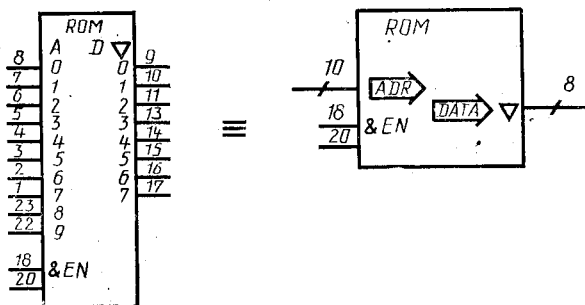 ROM
A D ▽
8 0 0 9
7 1 1 10
6 2 2 11
5 3 3 13
4 4 4 14
3 5 5 15
2 6 6 16
1 7 7 17
23 8
22 9
18 &EN
20
≡
ROM
10 ADR
DATA ▽ 8
18 &EN
20